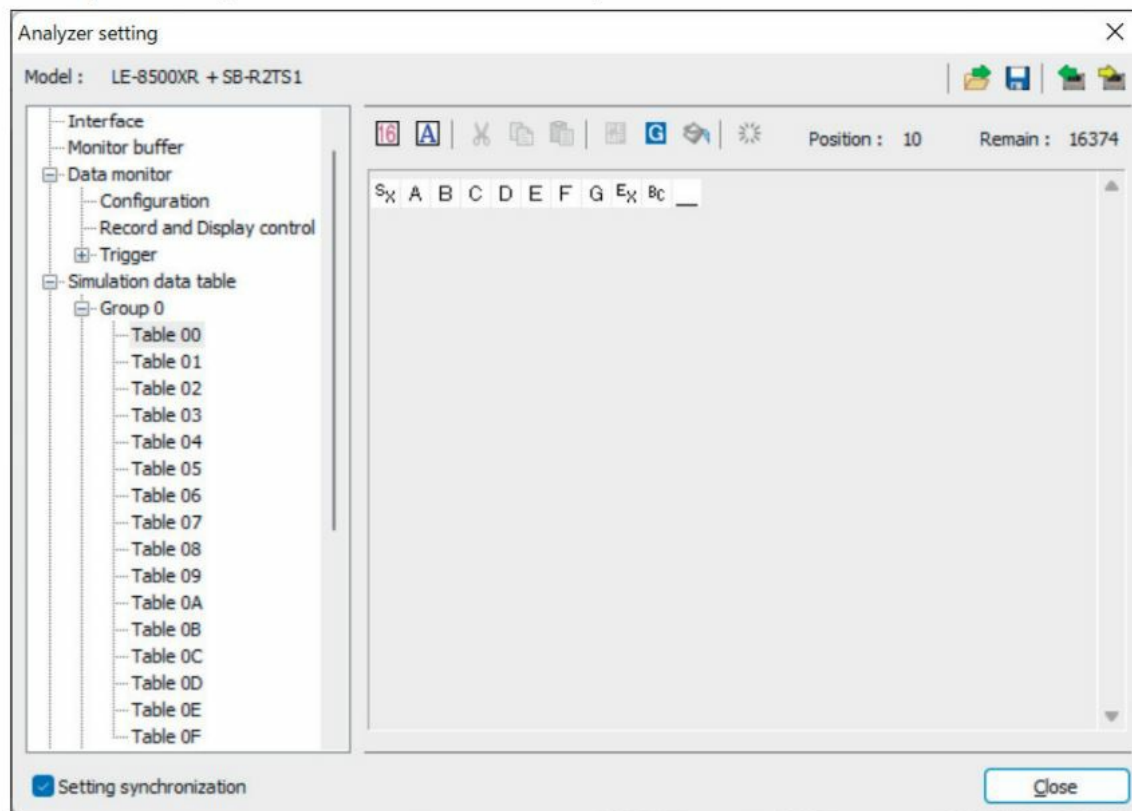 Analyzer setting
Model : LE-8500XR + SB-R2TS1
Interface
Monitor buffer
Data monitor
Configuration
Record and Display control
Trigger
Simulation data table
Group 0
Table 00
Table 01
Table 02
Table 03
Table 04
Table 05
Table 06
Table 07
Table 08
Table 09
Table 0A
Table 0B
Table 0C
Table 0D
Table 0E
Table 0F
16 A G Position : 10 Remain : 16374
SX A B C D E F G EX BC __
Setting synchronization
Close